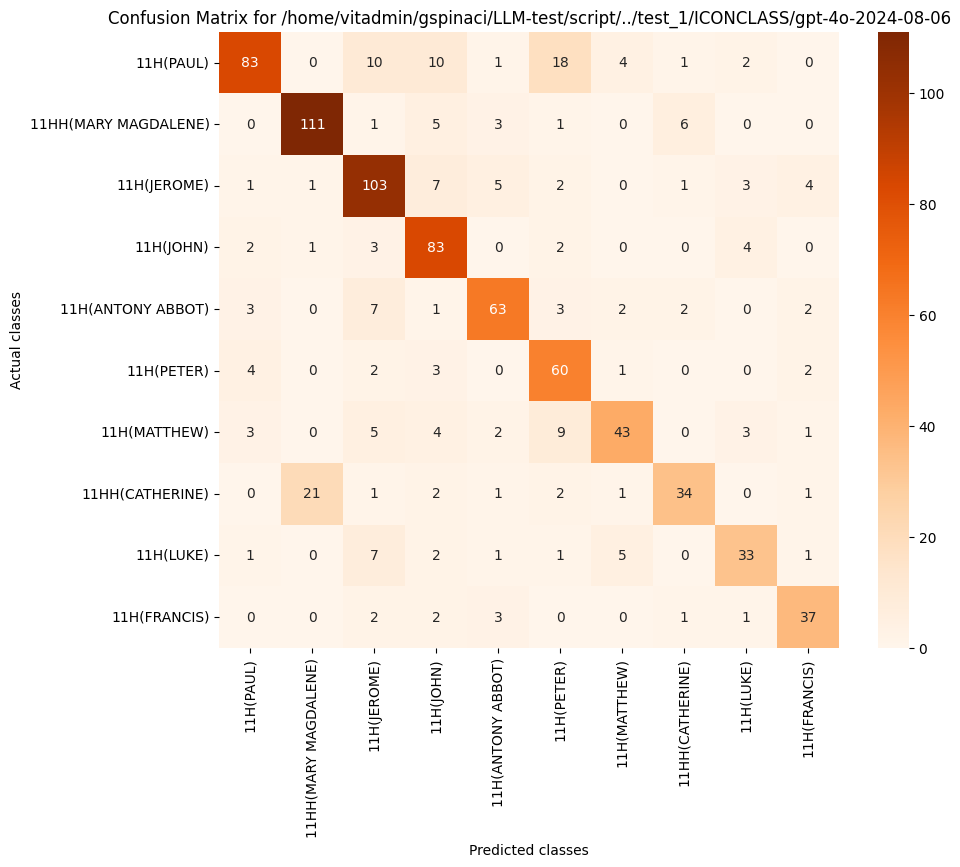 Confusion Matrix for /home/vitadmin/gspinaci/LLM-test/script/../test_1/ICONCLASS/gpt-4o-2024-08-06
Actual classes
11H(PAUL) 83 0 10 10 1 18 4 1 2 0
11HH(MARY MAGDALENE) 0 111 1 5 3 1 0 6 0 0
11H(JEROME) 1 1 103 7 5 2 0 1 3 4
11H(JOHN) 2 1 3 83 0 2 0 0 4 0
11H(ANTONY ABBOT) 3 0 7 1 63 3 2 2 0 2
11H(PETER) 4 0 2 3 0 60 1 0 0 2
11H(MATTHEW) 3 0 5 4 2 9 43 0 3 1
11HH(CATHERINE) 0 21 1 2 1 2 1 34 0 1
11H(LUKE) 1 0 7 2 1 1 5 0 33 1
11H(FRANCIS) 0 0 2 2 3 0 0 1 1 37
11H(PAUL)
11HH(MARY MAGDALENE)
11H(JEROME)
11H(JOHN)
11H(ANTONY ABBOT)
11H(PETER)
11H(MATTHEW)
11HH(CATHERINE)
11H(LUKE)
11H(FRANCIS)
Predicted classes
100
80
60
40
20
0